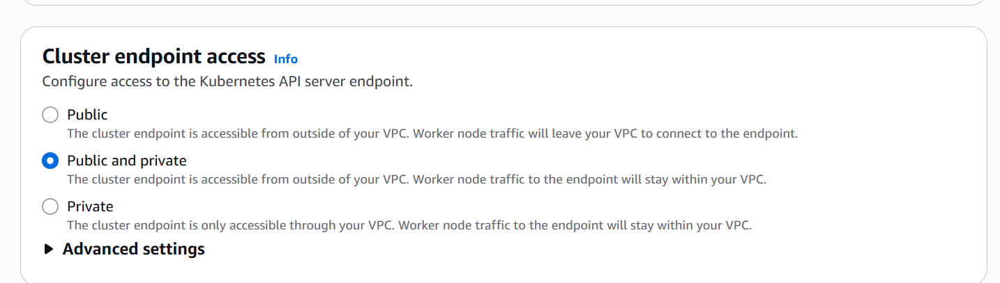 Cluster endpoint access Info
Configure access to the Kubernetes API server endpoint.
Public
The cluster endpoint is accessible from outside of your VPC. Worker node traffic will leave your VPC to connect to the endpoint.
Public and private
The cluster endpoint is accessible from outside of your VPC. Worker node traffic to the endpoint will stay within your VPC.
Private
The cluster endpoint is only accessible through your VPC. Worker node traffic to the endpoint will stay within your VPC.
Advanced settings